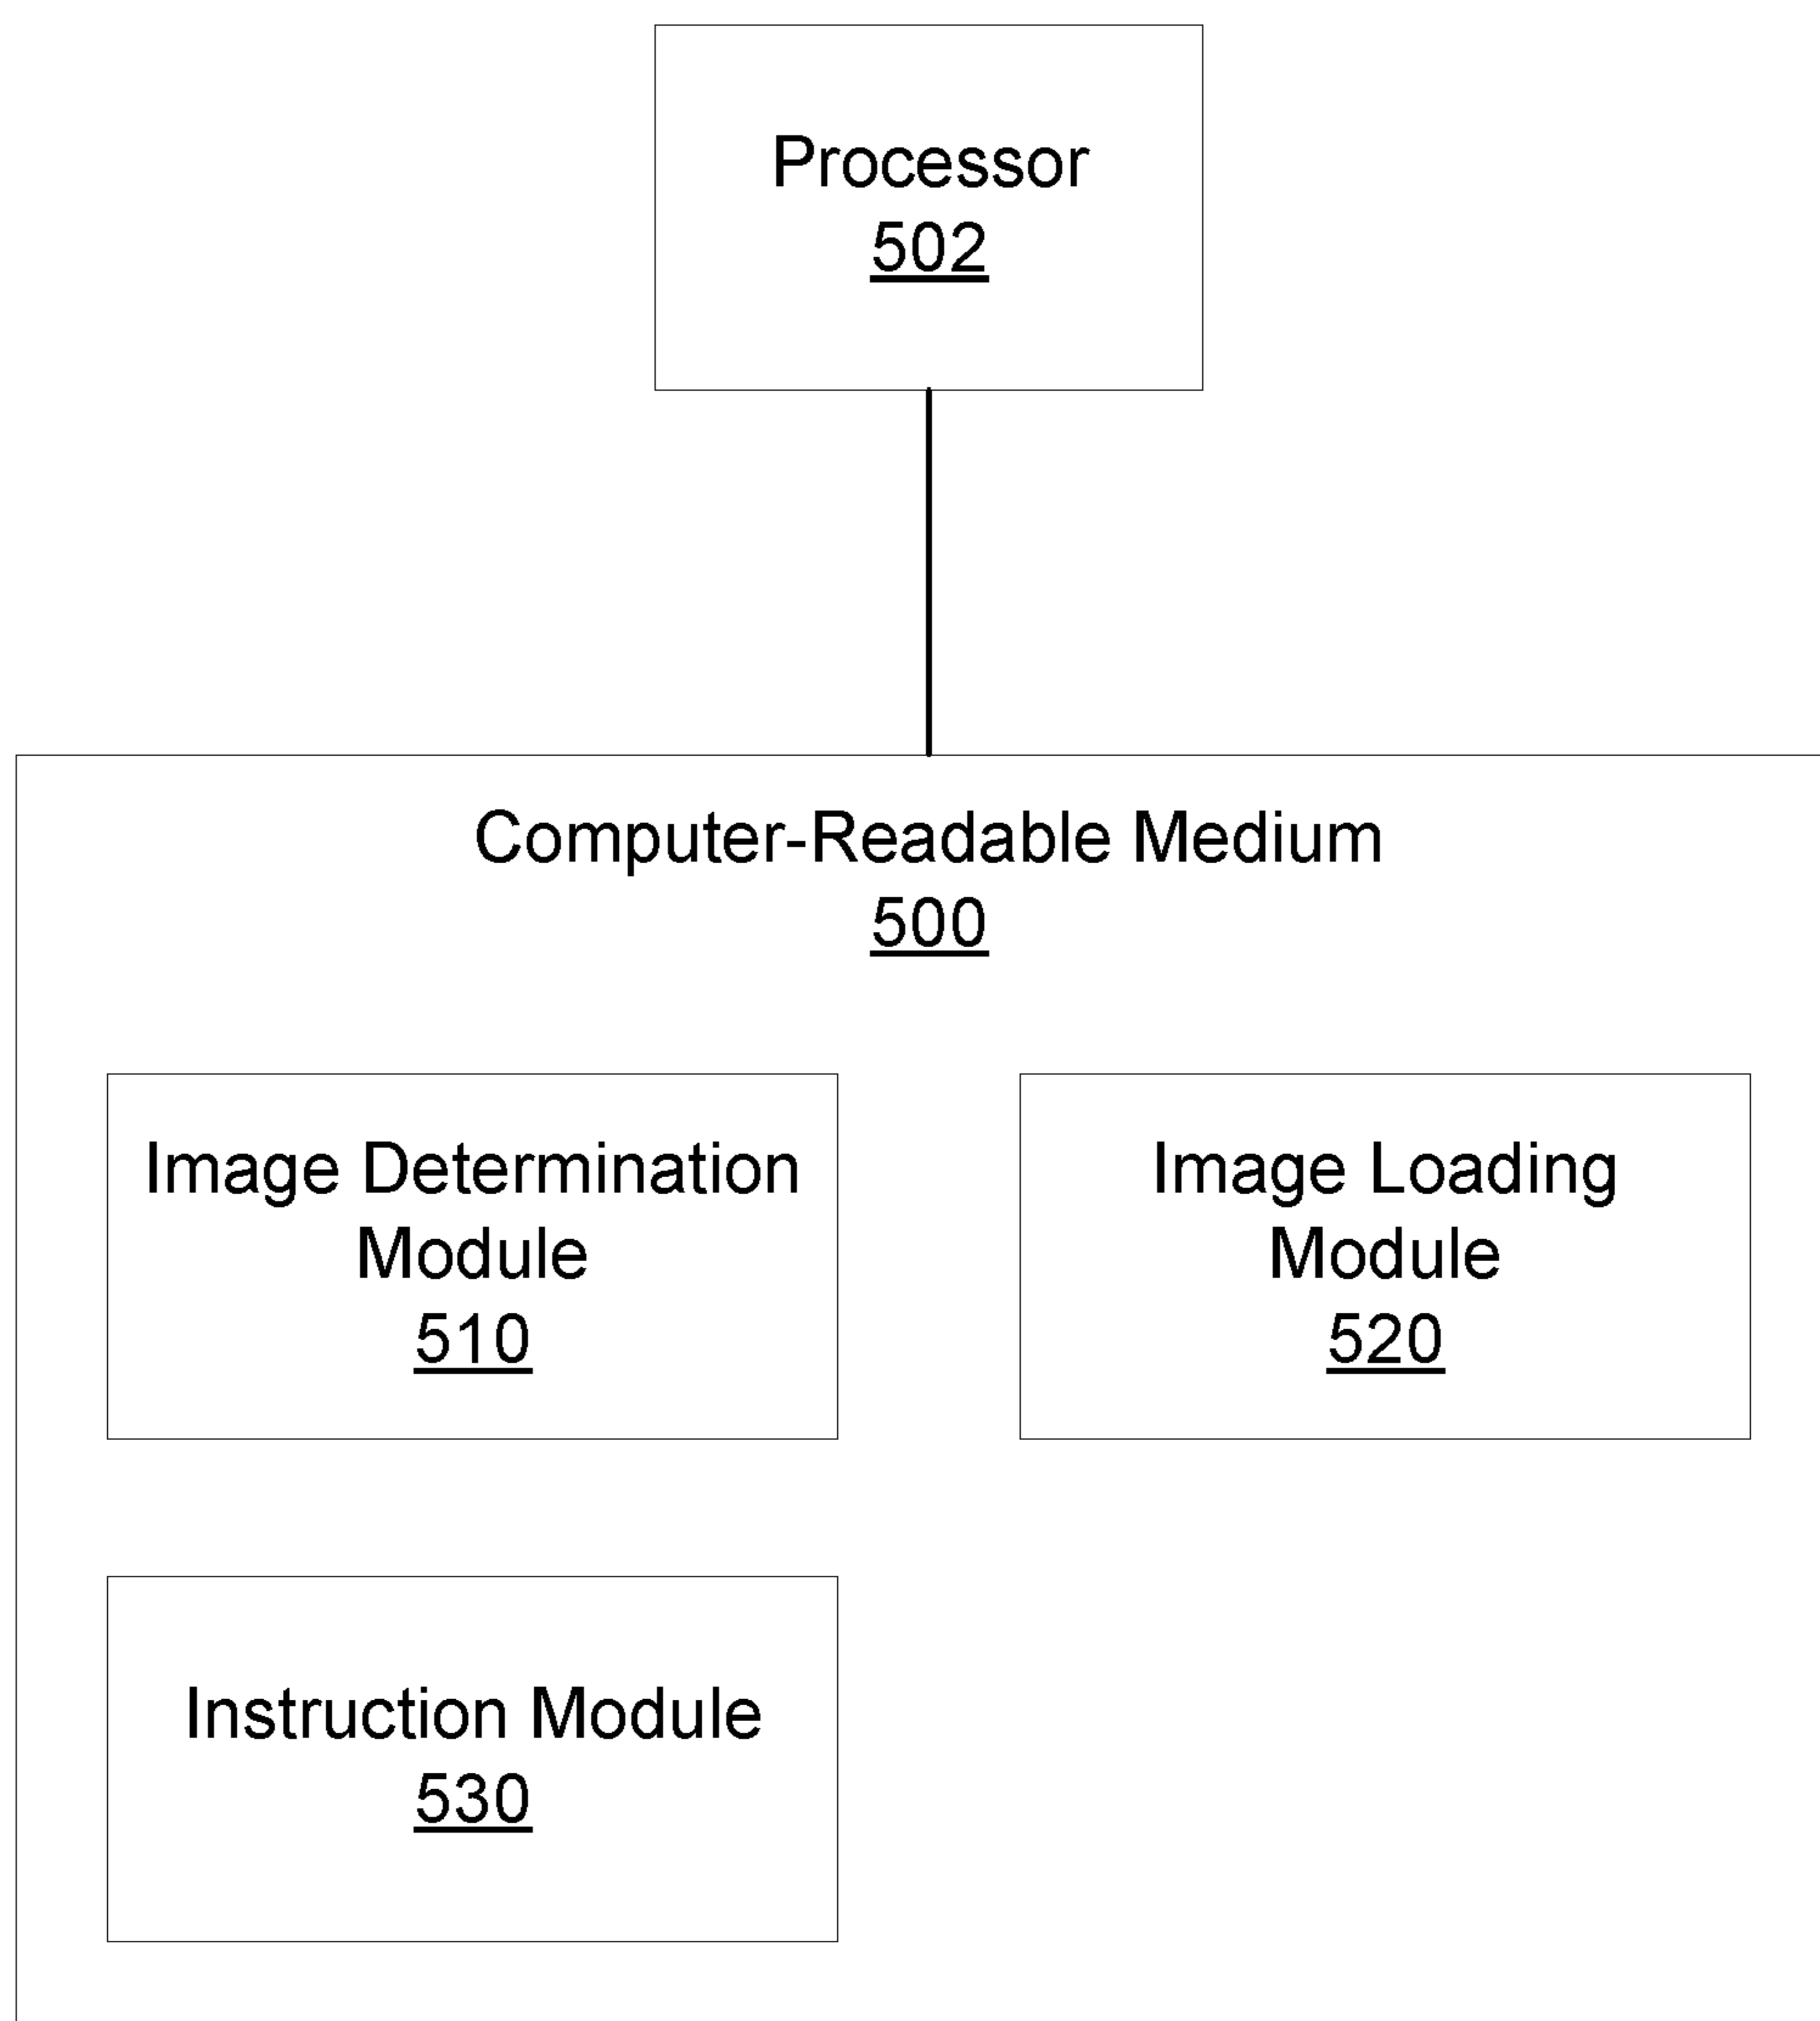 Processor
502
Computer-Readable Medium
500
Image Determination
Module
510
Image Loading
Module
520
Instruction Module
530